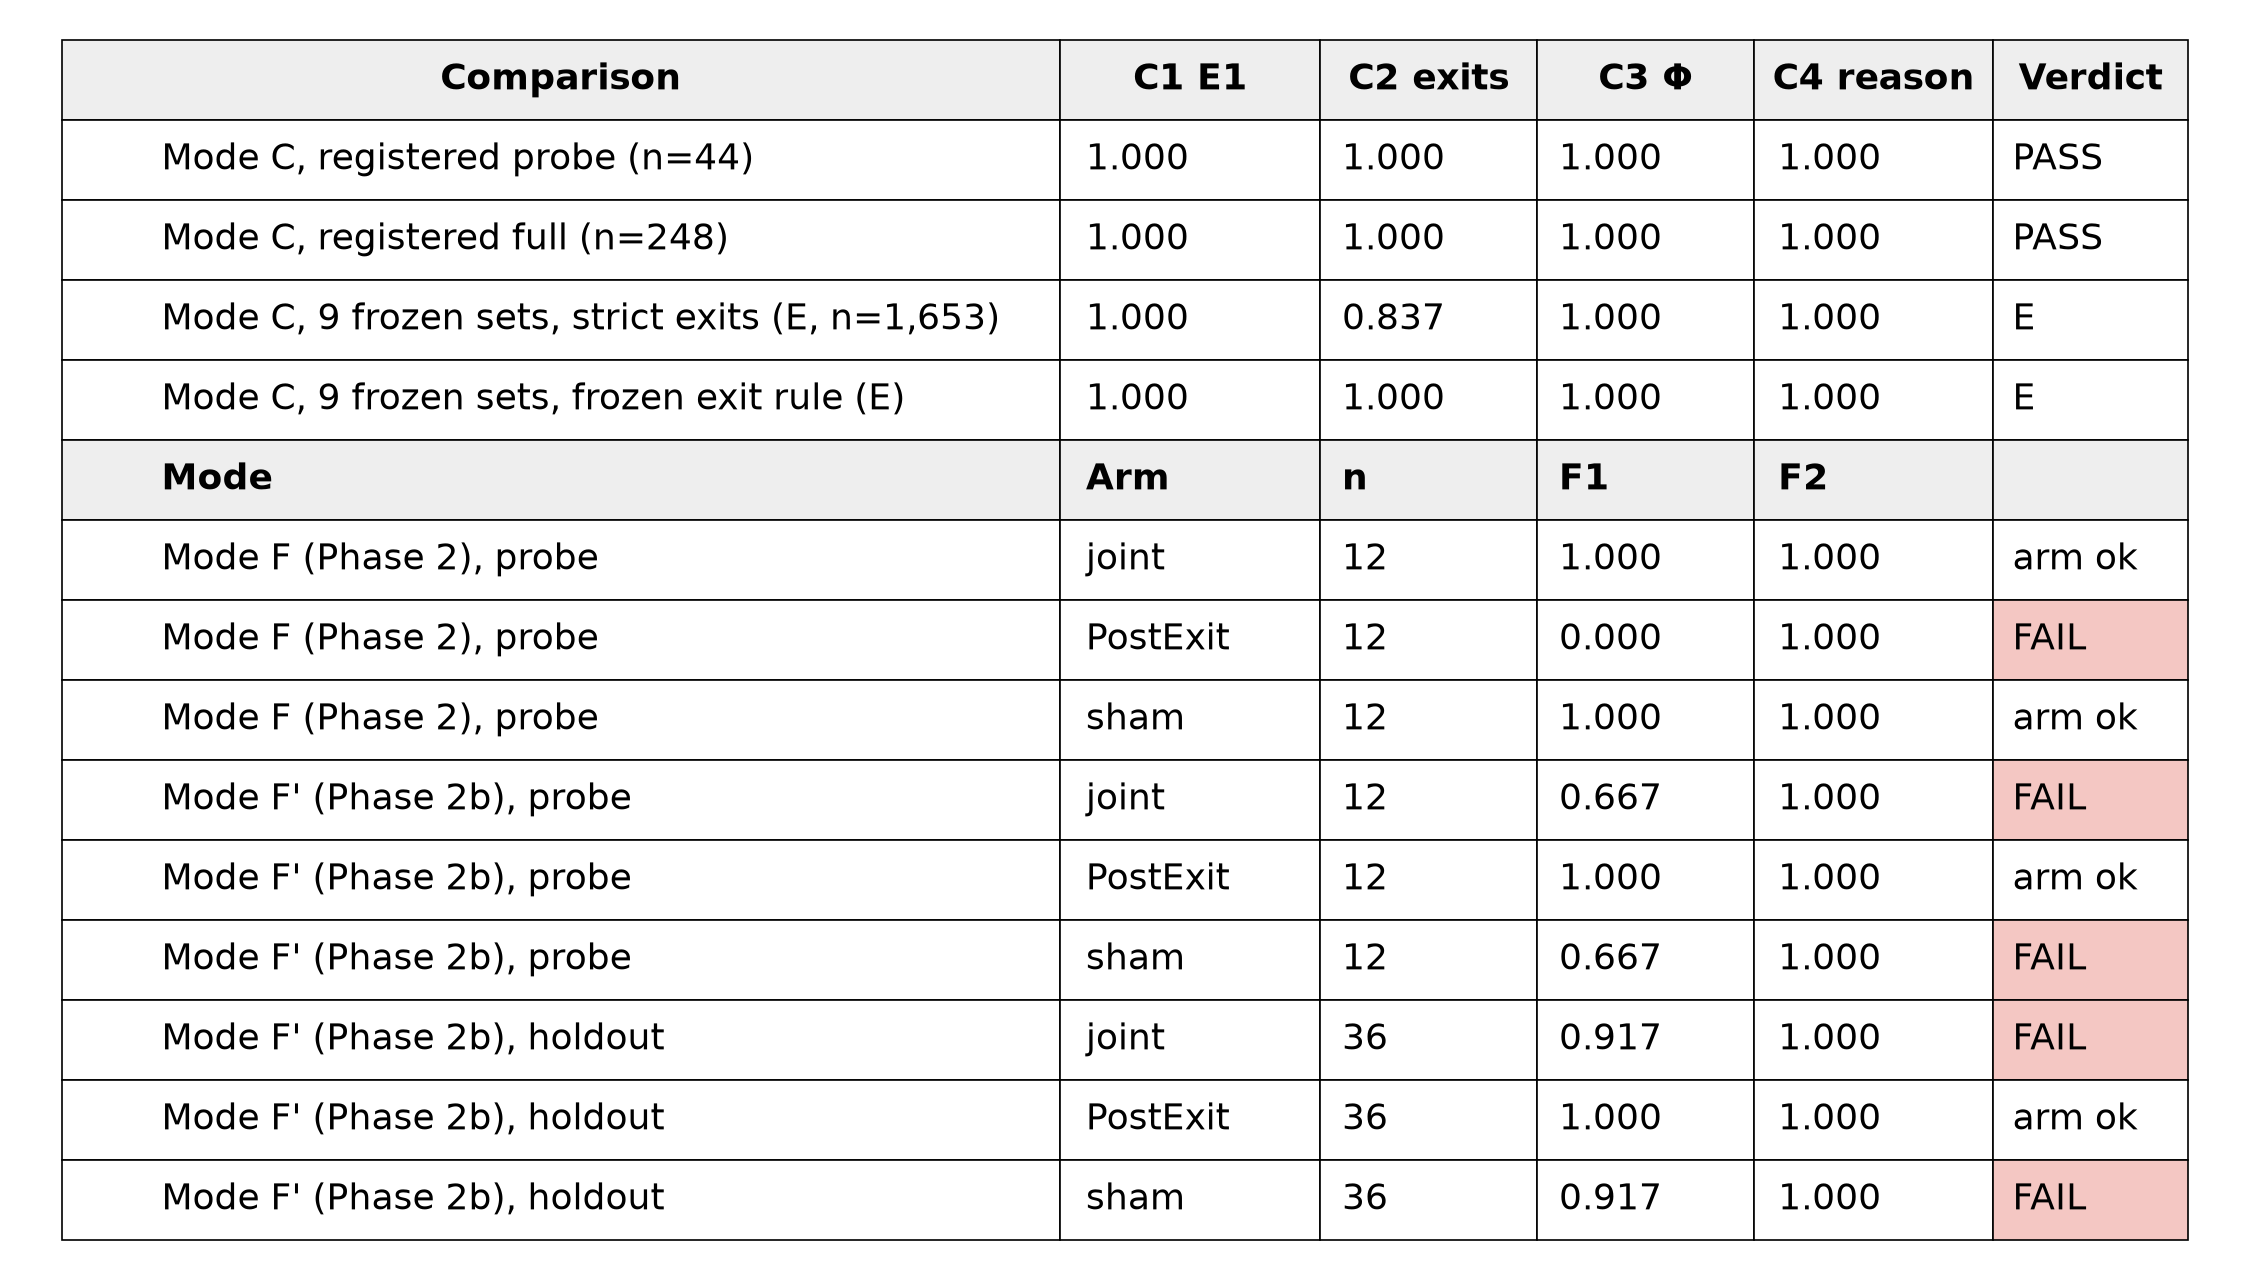 Comparison C1 E1 C2 exits C3 Φ C4 reason Verdict
Mode C, registered probe (n=44) 1.000 1.000 1.000 1.000 PASS
Mode C, registered full (n=248) 1.000 1.000 1.000 1.000 PASS
Mode C, 9 frozen sets, strict exits (E, n=1,653) 1.000 0.837 1.000 1.000 E
Mode C, 9 frozen sets, frozen exit rule (E) 1.000 1.000 1.000 1.000 E
Mode Arm n F1 F2
Mode F (Phase 2), probe joint 12 1.000 1.000 arm ok
Mode F (Phase 2), probe PostExit 12 0.000 1.000 FAIL
Mode F (Phase 2), probe sham 12 1.000 1.000 arm ok
Mode F' (Phase 2b), probe joint 12 0.667 1.000 FAIL
Mode F' (Phase 2b), probe PostExit 12 1.000 1.000 arm ok
Mode F' (Phase 2b), probe sham 12 0.667 1.000 FAIL
Mode F' (Phase 2b), holdout joint 36 0.917 1.000 FAIL
Mode F' (Phase 2b), holdout PostExit 36 1.000 1.000 arm ok
Mode F' (Phase 2b), holdout sham 36 0.917 1.000 FAIL